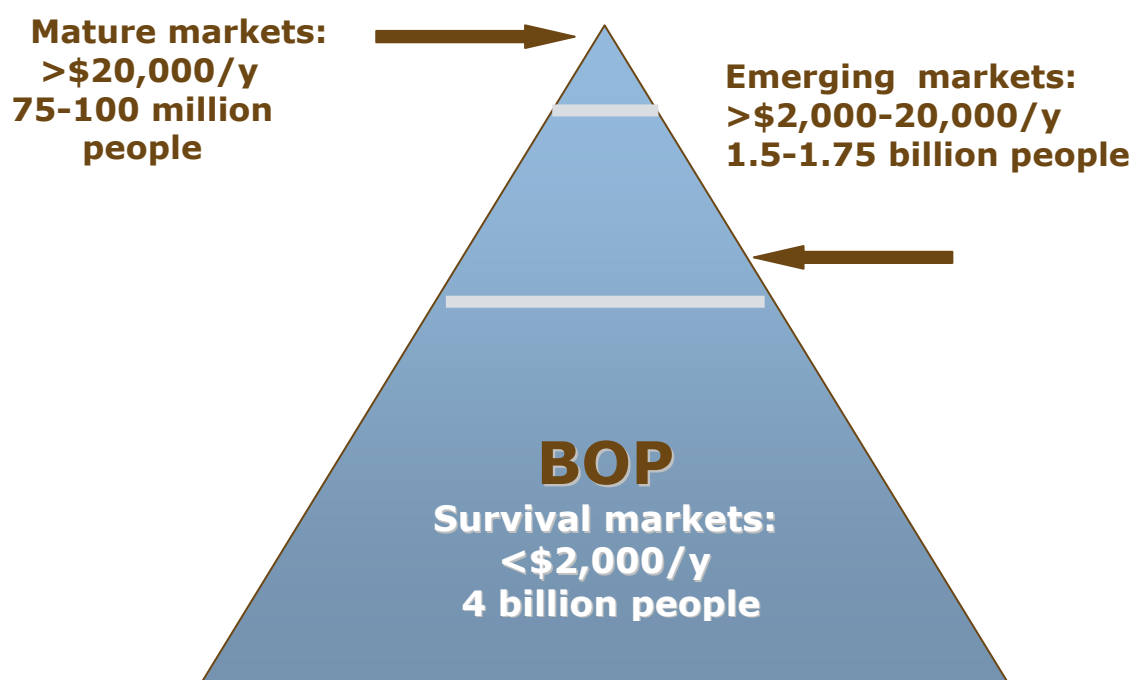 Mature markets:
>$20,000/y
75-100 million
people
Emerging  markets:
>$2,000-20,000/y
1.5-1.75 billion people
BOP
Survival markets:
<$2,000/y
4 billion people